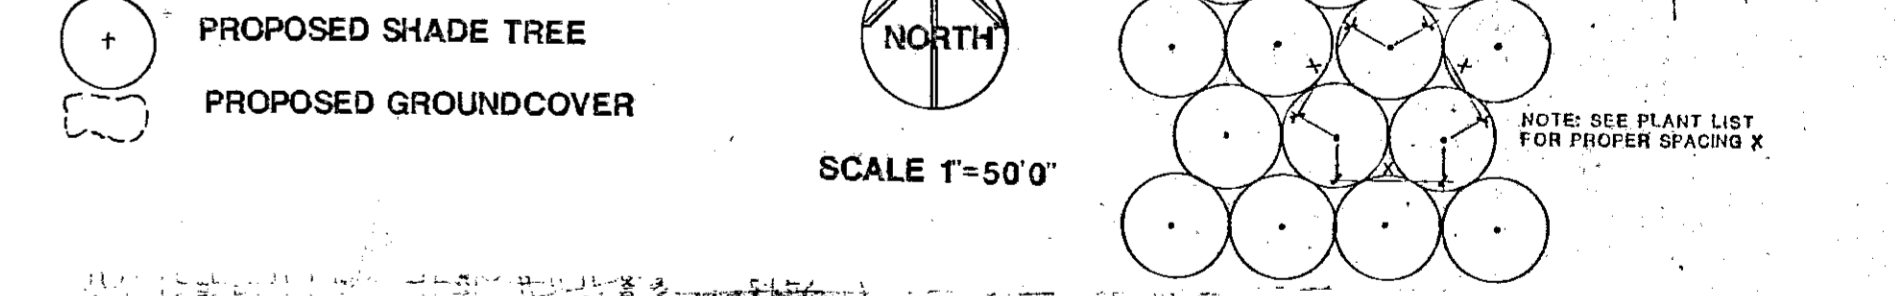 PROPOSED SHADE TREE
PROPOSED GROUNDCOVER
NORTH
SCALE 1"=50'0"
X
X
X
NOTE: SEE PLANT LIST
FOR PROPER SPACING X